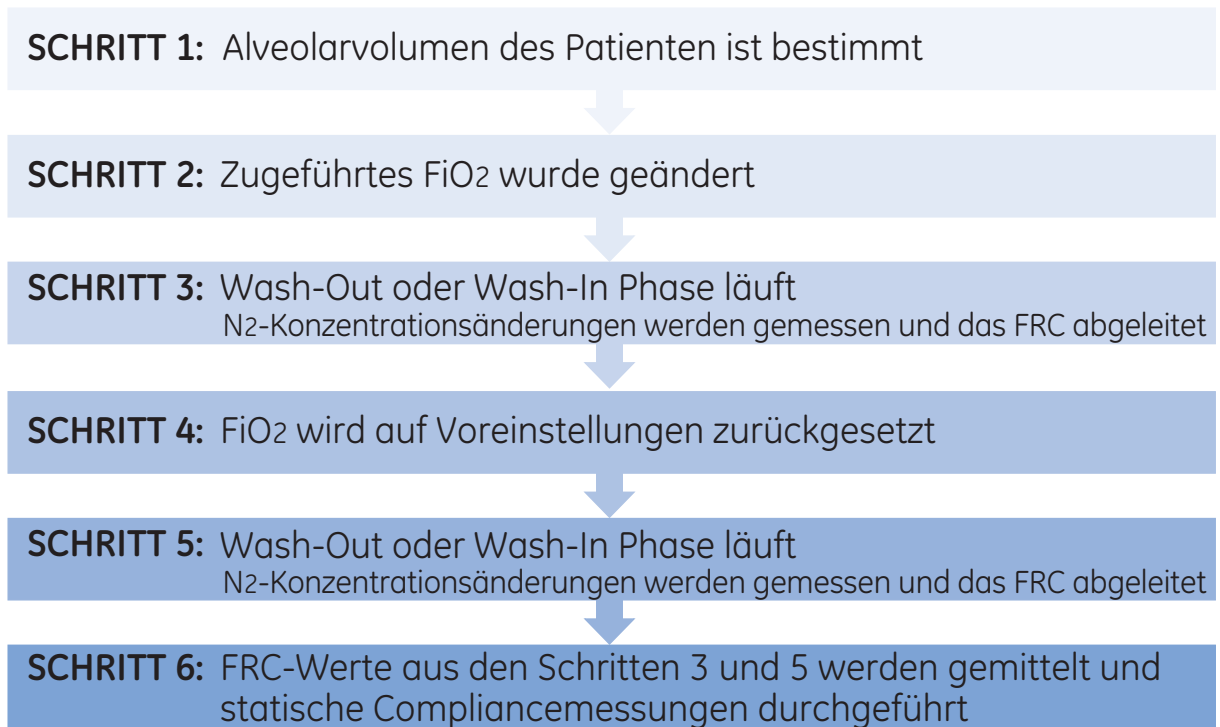 SCHRITT 1: Alveolarvolumen des Patienten ist bestimmt
SCHRITT 2: Zugeführtes FiO2 wurde geändert
SCHRITT 3: Wash-Out oder Wash-In Phase läuft
N2-Konzentrationsänderungen werden gemessen und das FRC abgeleitet
SCHRITT 4: FiO2 wird auf Voreinstellungen zurückgesetzt
SCHRITT 5: Wash-Out oder Wash-In Phase läuft
N2-Konzentrationsänderungen werden gemessen und das FRC abgeleitet
SCHRITT 6: FRC-Werte aus den Schritten 3 und 5 werden gemittelt und
statische Compliancemessungen durchgeführt